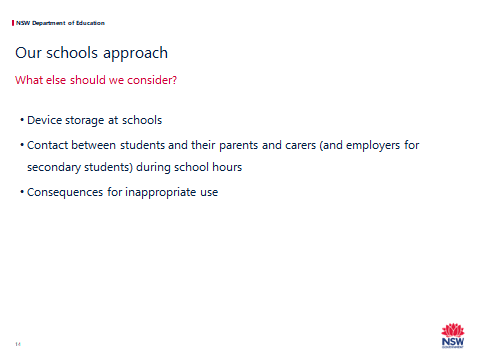 NSW Department of Education
Our schools approach
What else should we consider?
• Device storage at schools
• Contact between students and their parents and carers (and employers for
secondary students) during school hours
• Consequences for inappropriate use
14
NSW